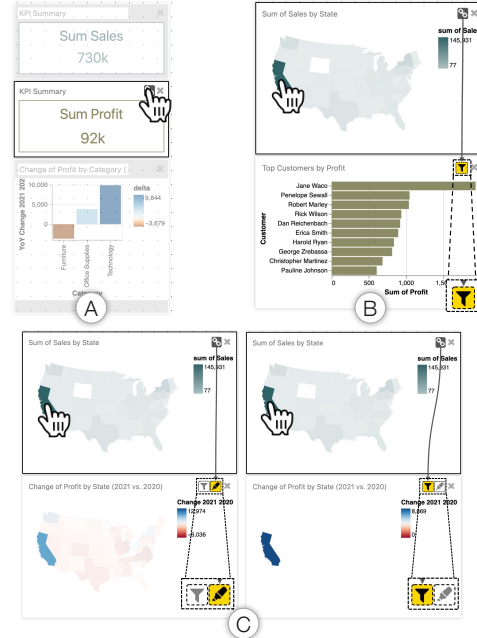 KPI Summary
Sum Sales
730k
KPI Summary
Sum Profit
92k
Change of Profit by Category (
YoY Change 2021 202
10,000
5,000
0
Furniture
Office Supplies
Technology
Category
delta
9,844
−3,679
A
Sum of Sales by State
sum of Sales
145,931
77
Top Customers by Profit
Customer
Jane Waco
Penelope Sewall
Robert Marley
Rick Wilson
Dan Reichenbach
Erica Smith
Harold Ryan
George Zrebassa
Christopher Martinez
Pauline Johnson
0
500
1,000
Sum of Profit
B
Sum of Sales by State
sum of Sales
145,931
77
Change of Profit by State (2021 vs. 2020)
Change 2021 2020
12,974
Sum of Sales by State
sum of Sales
145,931
77
Change of Profit by State (2021 vs. 2020)
Change 2021 2020
8,869
0
C